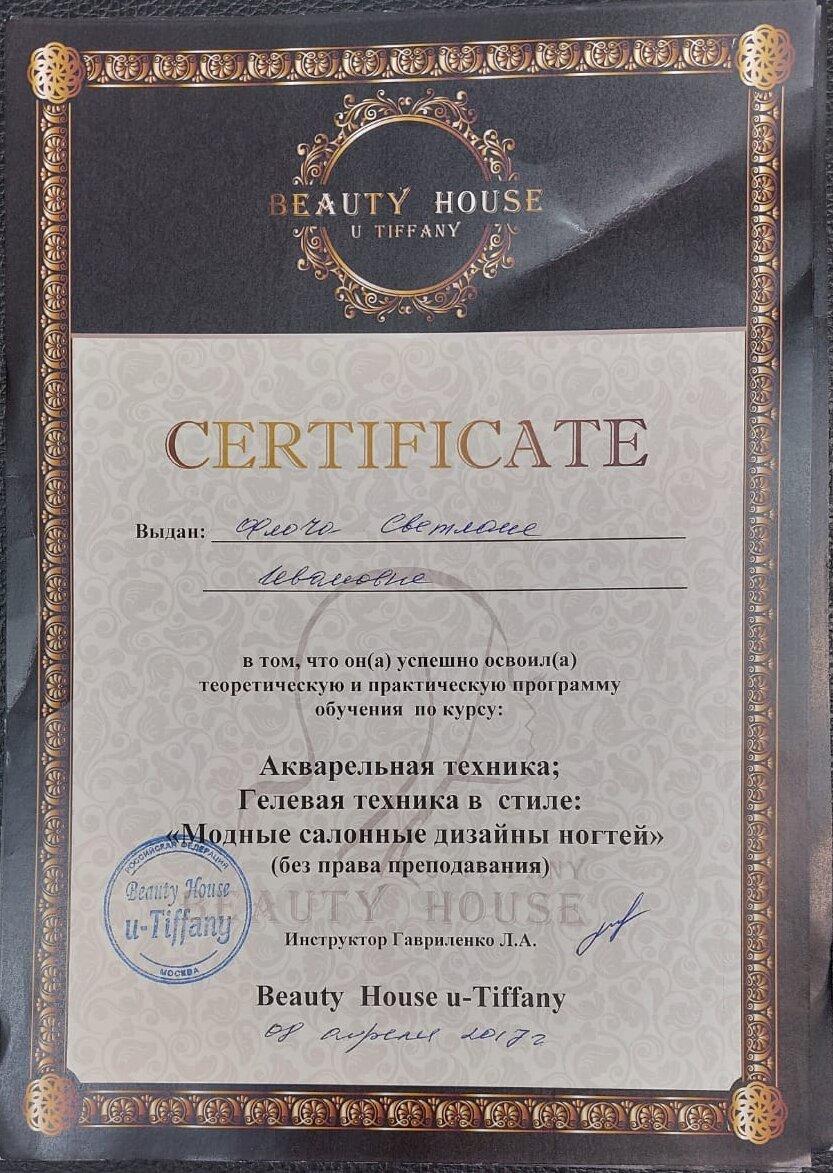 BEAUTY HOUSE
U TIFFANY
CERTIFICATE
Выдан: Флоча Светлане
Ивановне
в том, что он(а) успешно освоил(а)
теоретическую и практическую программу
обучения по курсу:
Акварельная техника;
Гелевая техника в стиле:
«Модные салонные дизайны ногтей»
(без права преподавания)
BEAUTY HOUSE
РОССИЙСКАЯ ФЕДЕРАЦИЯ
Beauty House
u-Tiffany
МОСКВА
Инструктор Гавриленко Л.А.
Beauty House u-Tiffany
08 апреля 2017г